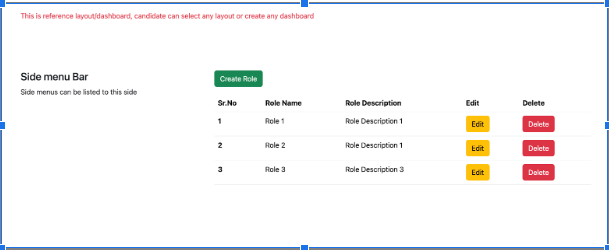 This is reference layout/dashboard, candidate can select any layout or create any dashboard
Side menu Bar
Side menus can be listed to this side
Create Role
Sr.No Role Name Role Description Edit Delete
1 Role 1 Role Description 1 Edit Delete
2 Role 2 Role Description 1 Edit Delete
3 Role 3 Role Description 3 Edit Delete